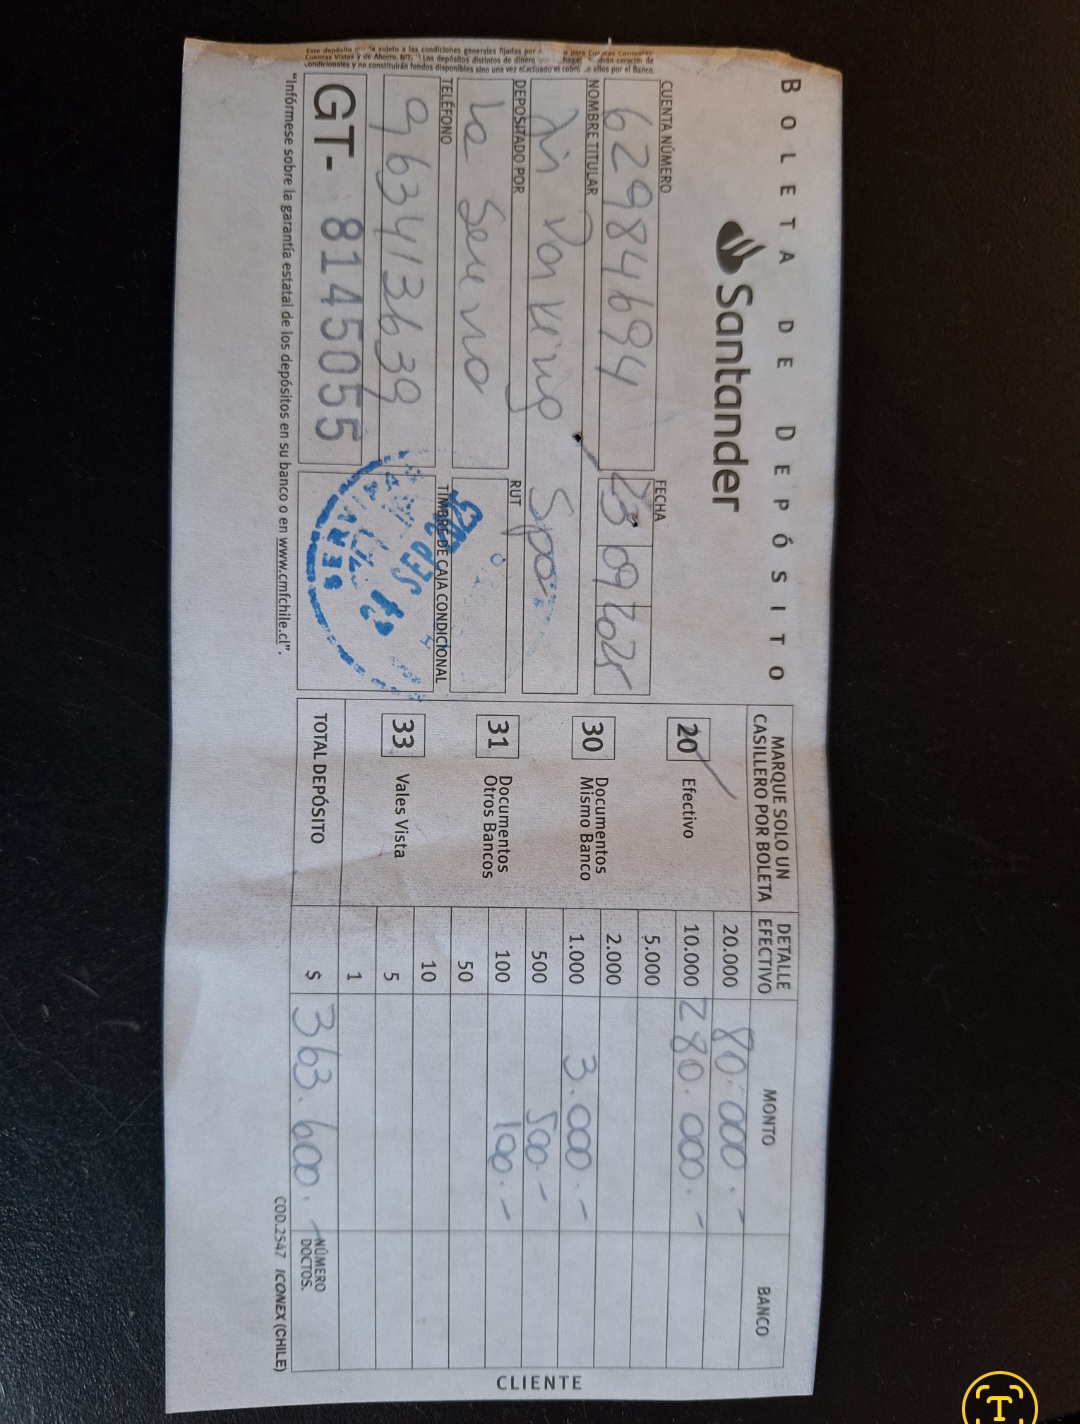 BOLETA DE DEPÓSITO
Santander
CUENTA NÚMERO
62984694
FECHA
23 09 2025
NOMBRE TITULAR
Parking Spa
DEPOSITADO POR
La Serena
RUT
TELÉFONO
963413639
TIMBRE DE CAJA CONDICIONAL
GT- 8145055
"Infórmese sobre la garantía estatal de los depósitos en su banco o en www.cmfchile.cl".
MARQUE SOLO UN
CASILLERO POR BOLETA
20 Efectivo
30 Documentos
Mismo Banco
31 Documentos
Otros Bancos
33 Vales Vista
TOTAL DEPÓSITO
DETALLE
EFECTIVO
MONTO
BANCO
20.000 80.000.-
10.000 280.000.-
5.000
2.000
1.000 3.000.-
500 500.-
100 100.-
50
10
5
1
$ 363.600.-
NÚMERO
DOCTOS.
COD.2547 ICONEX (CHILE)
CLIENTE